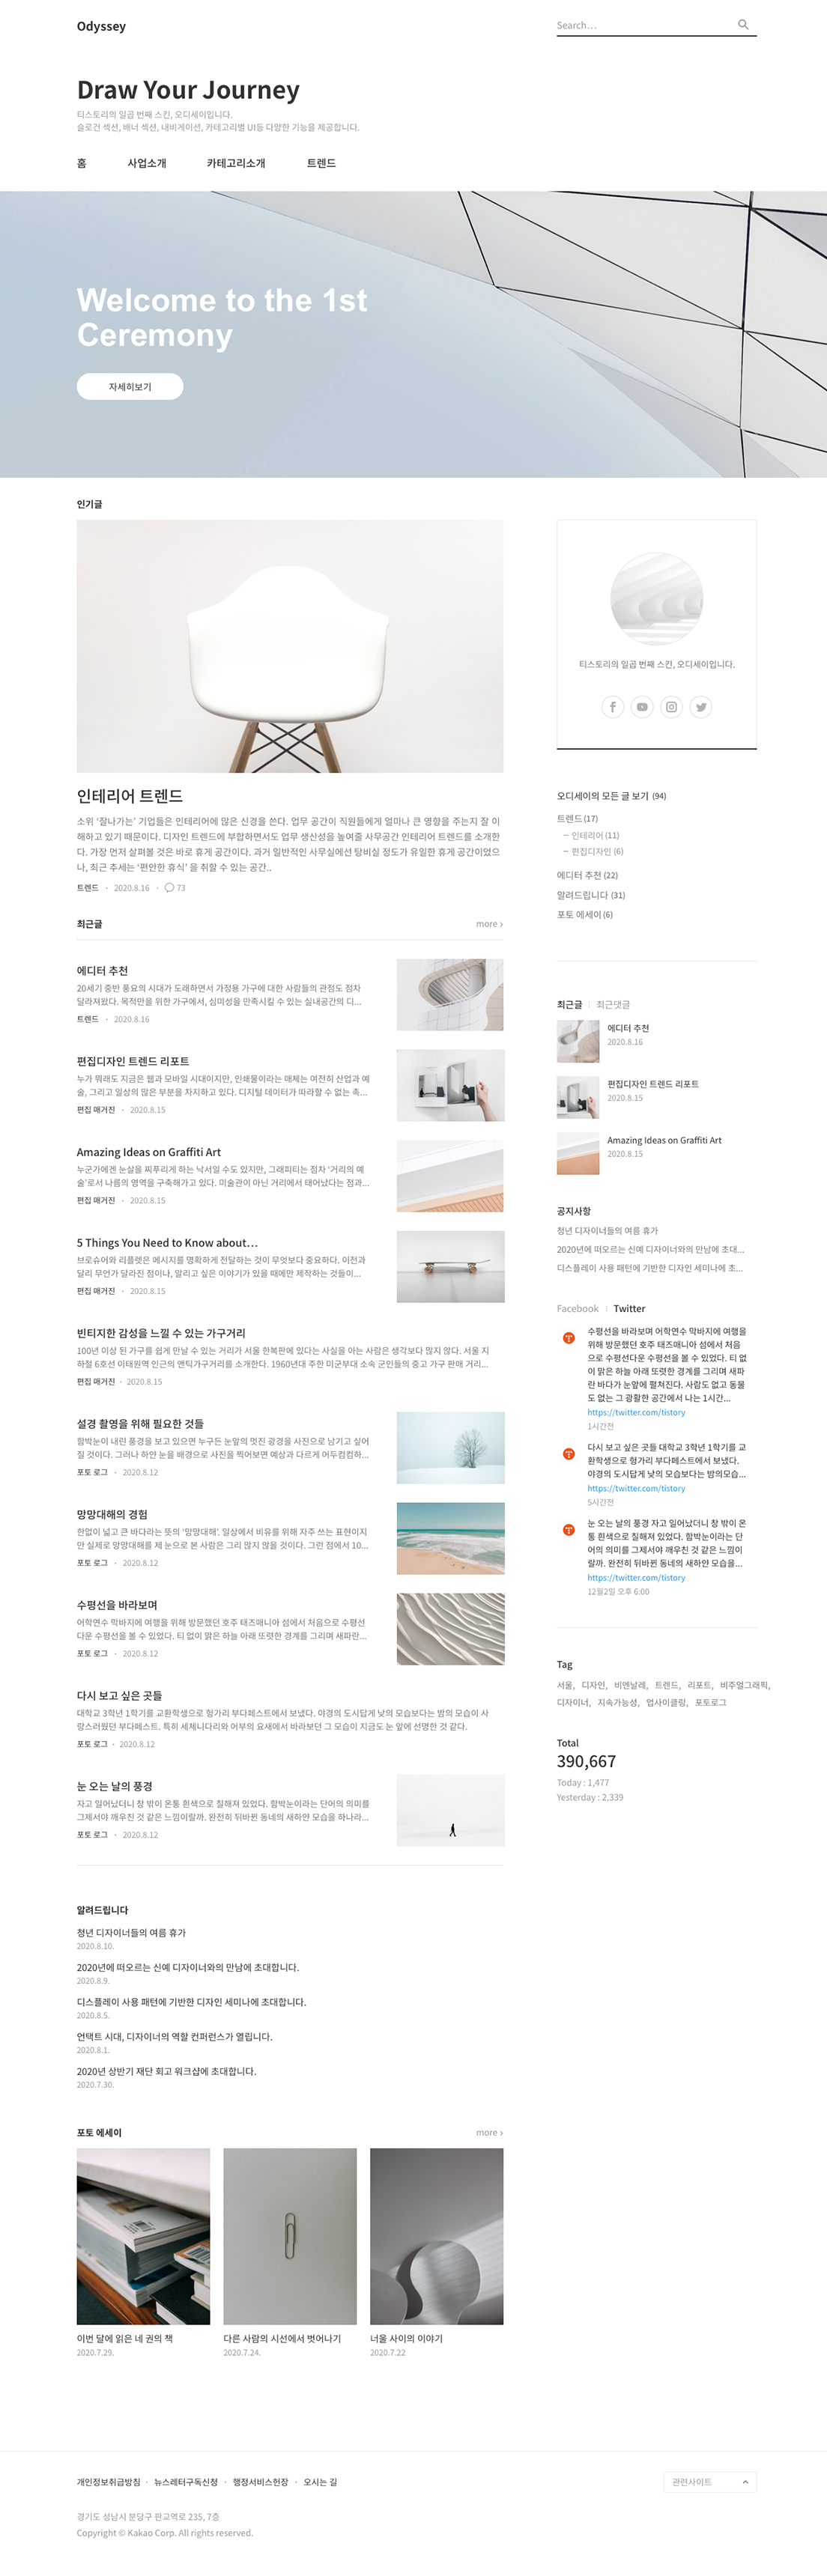 Odyssey
Search...
Draw Your Journey
티스토리의 일곱 번째 스킨, 오디세이입니다.
슬로건 섹션, 배너 섹션, 내비게이션, 카테고리별 UI등 다양한 기능을 제공합니다.
홈 사업소개 카테고리소개 트렌드
Welcome to the 1st
Ceremony
자세히보기
인기글
인테리어 트렌드
소위 ‘잘나가는’ 기업들은 인테리어에 많은 신경을 쓴다. 업무 공간이 직원들에게 얼마나 큰 영향을 주는지 잘 이
해하고 있기 때문이다. 디자인 트렌드에 부합하면서도 업무 생산성을 높여줄 사무공간 인테리어 트렌드를 소개한
다. 가장 먼저 살펴볼 것은 바로 휴게 공간이다. 과거 일반적인 사무실에선 탕비실 정도가 유일한 휴게 공간이었으
나, 최근 추세는 ‘편안한 휴식’ 을 취할 수 있는 공간..
트렌드 · 2020.8.16 · 73
최근글 more ›
에디터 추천
20세기 중반 풍요의 시대가 도래하면서 가정용 가구에 대한 사람들의 관점도 점차
달라져왔다. 목적만을 위한 가구에서, 심미성을 만족시킬 수 있는 실내공간의 디...
트렌드 · 2020.8.16
편집디자인 트렌드 리포트
누가 뭐래도 지금은 웹과 모바일 시대이지만, 인쇄물이라는 매체는 여전히 산업과 예
술, 그리고 일상의 많은 부분을 차지하고 있다. 디지털 데이터가 따라할 수 없는 촉...
편집 매거진 · 2020.8.15
Amazing Ideas on Graffiti Art
누군가에겐 눈살을 찌푸리게 하는 낙서일 수도 있지만, 그래피티는 점차 ‘거리의 예
술’로서 나름의 영역을 구축해가고 있다. 미술관이 아닌 거리에서 태어났다는 점과...
편집 매거진 · 2020.8.15
5 Things You Need to Know about...
브로슈어와 리플렛은 메시지를 명확하게 전달하는 것이 무엇보다 중요하다. 이전과
달리 무언가 달라진 점이나, 알리고 싶은 이야기가 있을 때에만 제작하는 것들이...
편집 매거진 · 2020.8.15
빈티지한 감성을 느낄 수 있는 가구거리
100년 이상 된 가구를 쉽게 만날 수 있는 거리가 서울 한복판에 있다는 사실을 아는 사람은 생각보다 많지 않다. 서울 지
하철 6호선 이태원역 인근의 앤틱가구거리를 소개한다. 1960년대 주한 미군부대 소속 군인들의 중고 가구 판매 거리...
편집 매거진 · 2020.8.15
설경 촬영을 위해 필요한 것들
함박눈이 내린 풍경을 보고 있으면 누구든 눈앞의 멋진 광경을 사진으로 남기고 싶어
질 것이다. 그러나 하얀 눈을 배경으로 사진을 찍어보면 예상과 다르게 어두컴컴하...
포토 로그 · 2020.8.12
망망대해의 경험
한없이 넓고 큰 바다라는 뜻의 ‘망망대해’. 일상에서 비유를 위해 자주 쓰는 표현이지
만 실제로 망망대해를 제 눈으로 본 사람은 그리 많지 않을 것이다. 그런 점에서 10...
포토 로그 · 2020.8.12
수평선을 바라보며
어학연수 막바지에 여행을 위해 방문했던 호주 태즈매니아 섬에서 처음으로 수평선
다운 수평선을 볼 수 있었다. 티 없이 맑은 하늘 아래 또렷한 경계를 그리며 새파란...
포토 로그 · 2020.8.12
다시 보고 싶은 곳들
대학교 3학년 1학기를 교환학생으로 헝가리 부다페스트에서 보냈다. 야경의 도시답게 낮의 모습보다는 밤의 모습이 사
랑스러웠던 부다페스트. 특히 세체니다리와 어부의 요새에서 바라보던 그 모습이 지금도 눈 앞에 선명한 것 같다.
포토 로그 · 2020.8.12
눈 오는 날의 풍경
자고 일어났더니 창 밖이 온통 흰색으로 칠해져 있었다. 함박눈이라는 단어의 의미를
그제서야 깨우친 것 같은 느낌이랄까. 완전히 뒤바뀐 동네의 새하얀 모습을 하나라...
포토 로그 · 2020.8.12
알려드립니다
청년 디자이너들의 여름 휴가
2020.8.10.
2020년에 떠오르는 신예 디자이너와의 만남에 초대합니다.
2020.8.9.
디스플레이 사용 패턴에 기반한 디자인 세미나에 초대합니다.
2020.8.5.
언택트 시대, 디자이너의 역할 컨퍼런스가 열립니다.
2020.8.1.
2020년 상반기 재단 회고 워크샵에 초대합니다.
2020.7.30.
포토 에세이 more ›
이번 달에 읽은 네 권의 책
2020.7.29.
다른 사람의 시선에서 벗어나기
2020.7.24.
너울 사이의 이야기
2020.7.22
티스토리의 일곱 번째 스킨, 오디세이입니다.
오디세이의 모든 글 보기 (94)
트렌드 (17)
– 인테리어 (11)
– 편집디자인 (6)
에디터 추천 (22)
알려드립니다 (31)
포토 에세이 (6)
최근글 | 최근댓글
에디터 추천
2020.8.16
편집디자인 트렌드 리포트
2020.8.15
Amazing Ideas on Graffiti Art
2020.8.15
공지사항
청년 디자이너들의 여름 휴가
2020년에 떠오르는 신예 디자이너와의 만남에 초대...
디스플레이 사용 패턴에 기반한 디자인 세미나에 초...
Facebook | Twitter
수평선을 바라보며 어학연수 막바지에 여행을
위해 방문했던 호주 태즈매니아 섬에서 처음
으로 수평선다운 수평선을 볼 수 있었다. 티 없
이 맑은 하늘 아래 또렷한 경계를 그리며 새파
란 바다가 눈앞에 펼쳐진다. 사람도 없고 동물
도 없는 그 광활한 공간에서 나는 1시간...
https://twitter.com/tistory
1시간전
다시 보고 싶은 곳들 대학교 3학년 1학기를 교
환학생으로 헝가리 부다페스트에서 보냈다.
야경의 도시답게 낮의 모습보다는 밤의모습...
https://twitter.com/tistory
5시간전
눈 오는 날의 풍경 자고 일어났더니 창 밖이 온
통 흰색으로 칠해져 있었다. 함박눈이라는 단
어의 의미를 그제서야 깨우친 것 같은 느낌이
랄까. 완전히 뒤바뀐 동네의 새하얀 모습을...
https://twitter.com/tistory
12월2일 오후 6:00
Tag
서울, 디자인, 비엔날레, 트렌드, 리포트, 비주얼그래픽,
디자이너, 지속가능성, 업사이클링, 포토로그
Total
390,667
Today : 1,477
Yesterday : 2,339
개인정보취급방침 · 뉴스레터구독신청 · 행정서비스헌장 · 오시는 길
관련사이트
경기도 성남시 분당구 판교역로 235, 7층
Copyright © Kakao Corp. All rights reserved.